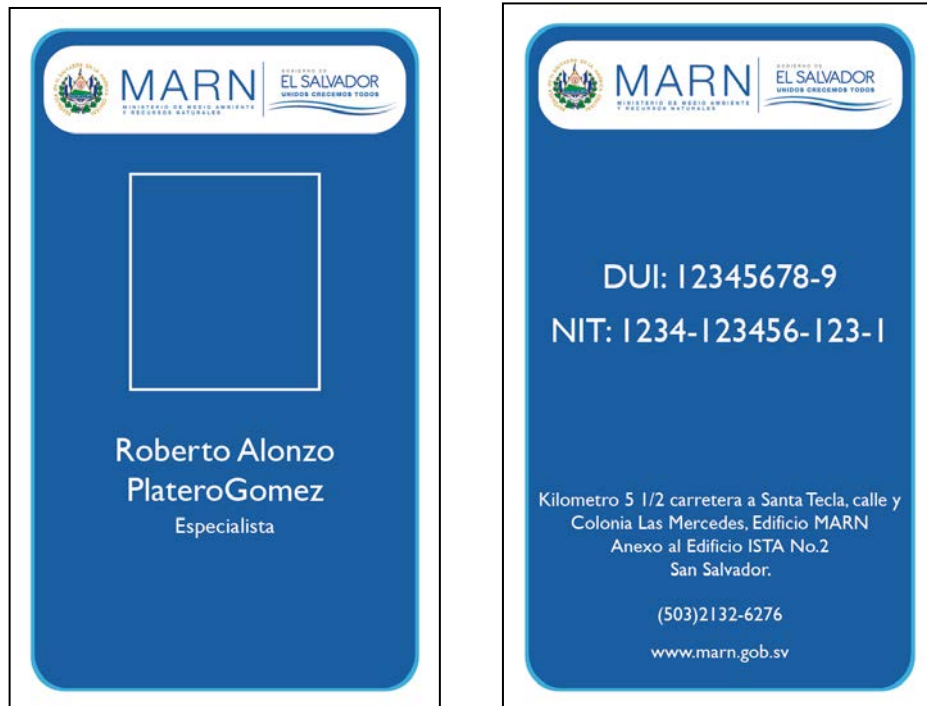 MARN
MINISTERIO DE MEDIO AMBIENTE
Y RECURSOS NATURALES
GOBIERNO DE
EL SALVADOR
UNIDOS CRECEMOS TODOS
Roberto Alonzo
PlateroGomez
Especialista
MARN
MINISTERIO DE MEDIO AMBIENTE
Y RECURSOS NATURALES
GOBIERNO DE
EL SALVADOR
UNIDOS CRECEMOS TODOS
DUI: 12345678-9
NIT: 1234-123456-123-1
Kilometro 5 1/2 carretera a Santa Tecla, calle y
Colonia Las Mercedes, Edificio MARN
Anexo al Edificio ISTA No.2
San Salvador.
(503)2132-6276
www.marn.gob.sv